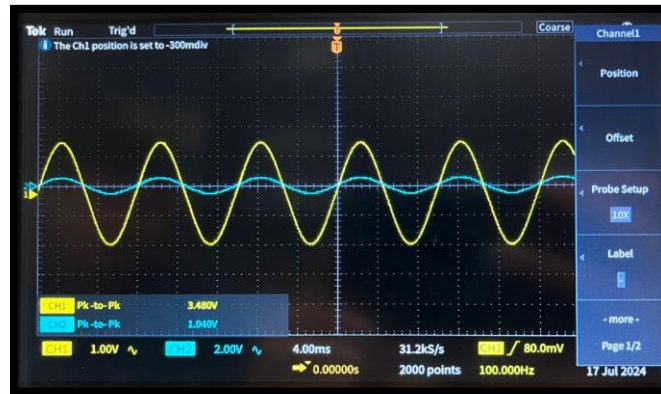 Tek Run Trig'd Coarse
The Ch1 position is set to -300mdiv
T
Channel1
Position
Offset
Probe Setup
10X
Label
-
- more -
Page 1/2
2
1
CH1 Pk -to- Pk 3.480V
CH2 Pk -to- Pk 1.040V
CH1 1.00V CH2 2.00V 4.00ms 31.2kS/s CH1 80.0mV
0.00000s 2000 points 100.000Hz 17 Jul 2024